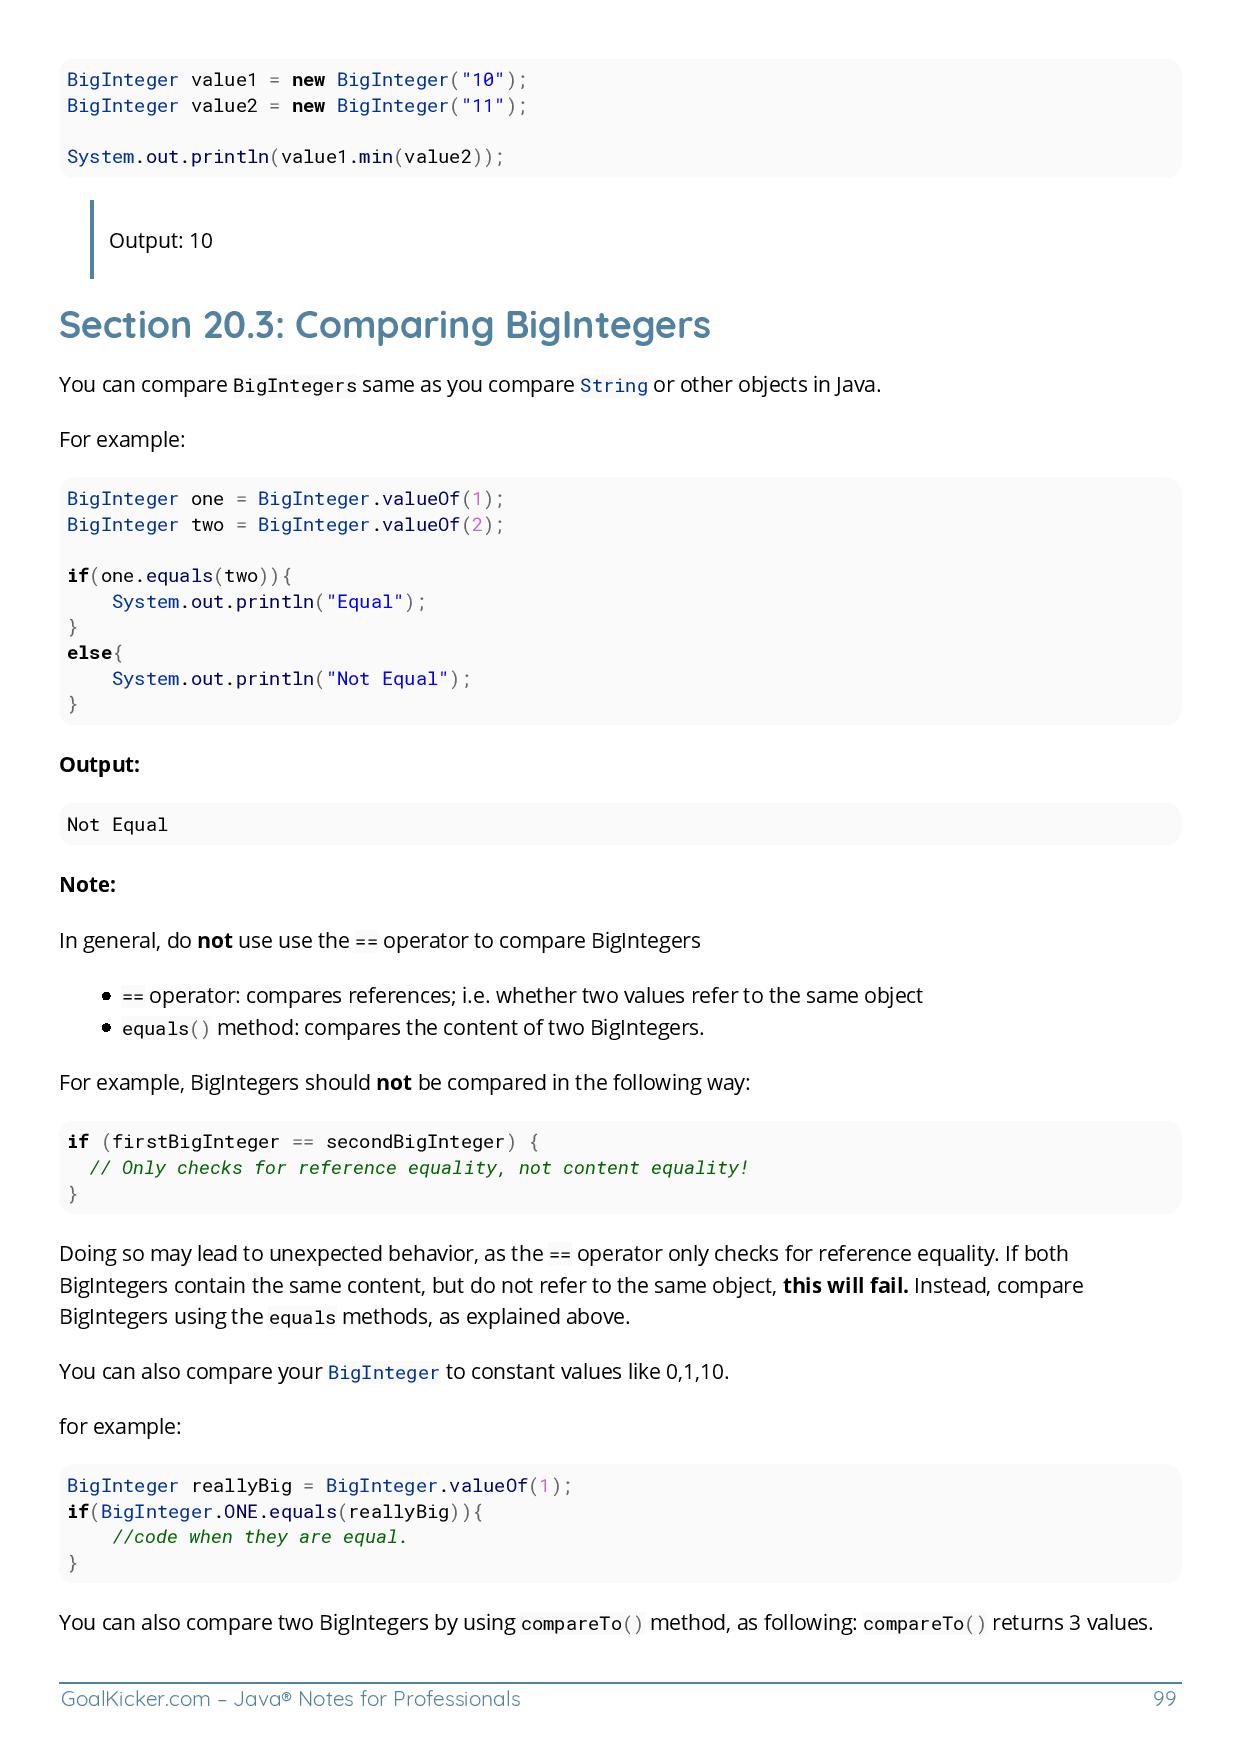 BigInteger value1 = new BigInteger("10");
BigInteger value2 = new BigInteger("11");

System.out.println(value1.min(value2));
Output: 10
Section 20.3: Comparing BigIntegers
You can compare BigIntegers same as you compare String or other objects in Java.
For example:
BigInteger one = BigInteger.valueOf(1);
BigInteger two = BigInteger.valueOf(2);

if(one.equals(two)){
    System.out.println("Equal");
}
else{
    System.out.println("Not Equal");
}
Output:
Not Equal
Note:
In general, do not use use the == operator to compare BigIntegers
● == operator: compares references; i.e. whether two values refer to the same object
● equals() method: compares the content of two BigIntegers.
For example, BigIntegers should not be compared in the following way:
if (firstBigInteger == secondBigInteger) {
  // Only checks for reference equality, not content equality!
}
Doing so may lead to unexpected behavior, as the == operator only checks for reference equality. If both
BigIntegers contain the same content, but do not refer to the same object, this will fail. Instead, compare
BigIntegers using the equals methods, as explained above.
You can also compare your BigInteger to constant values like 0,1,10.
for example:
BigInteger reallyBig = BigInteger.valueOf(1);
if(BigInteger.ONE.equals(reallyBig)){
    //code when they are equal.
}
You can also compare two BigIntegers by using compareTo() method, as following: compareTo() returns 3 values.
GoalKicker.com – Java® Notes for Professionals 99